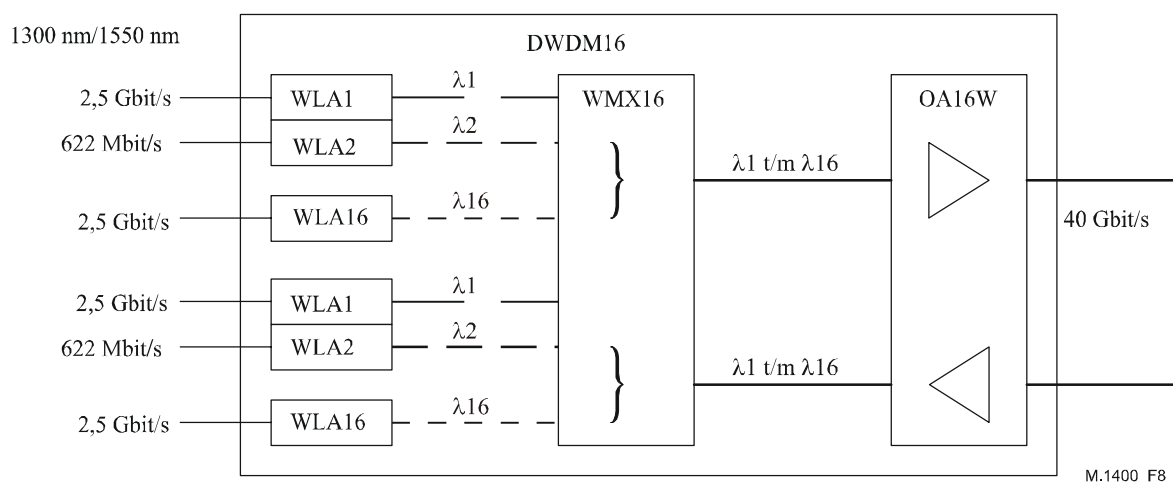 1300 nm/1550 nm
DWDM16
2,5 Gbit/s
WLA1
λ1
WMX16
OA16W
622 Mbit/s
WLA2
λ2
λ1 t/m λ16
2,5 Gbit/s
WLA16
λ16
40 Gbit/s
2,5 Gbit/s
WLA1
λ1
622 Mbit/s
WLA2
λ2
λ1 t/m λ16
2,5 Gbit/s
WLA16
λ16
M.1400_F8